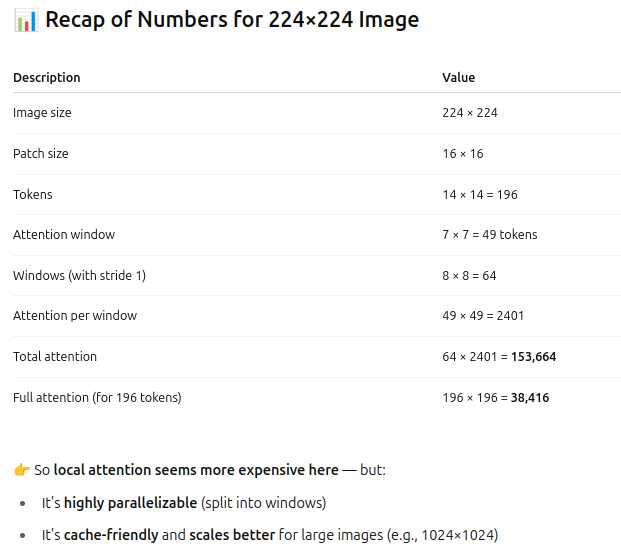 📊 Recap of Numbers for 224×224 Image
Description Value
Image size 224 × 224
Patch size 16 × 16
Tokens 14 × 14 = 196
Attention window 7 × 7 = 49 tokens
Windows (with stride 1) 8 × 8 = 64
Attention per window 49 × 49 = 2401
Total attention 64 × 2401 = 153,664
Full attention (for 196 tokens) 196 × 196 = 38,416
👉 So local attention seems more expensive here — but:
• It's highly parallelizable (split into windows)
• It's cache-friendly and scales better for large images (e.g., 1024×1024)